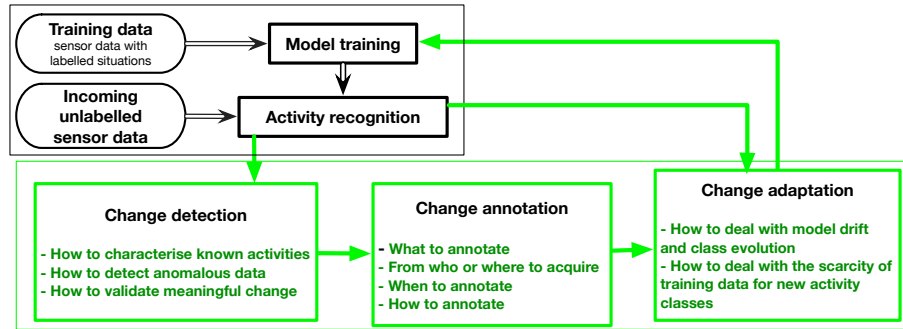 Training data
sensor data with
labelled situations
Model training
Incoming
unlabelled
sensor data
Activity recognition
Change detection
- How to characterise known activities
- How to detect anomalous data
- How to validate meaningful change
Change annotation
- What to annotate
- From who or where to acquire
- When to annotate
- How to annotate
Change adaptation
- How to deal with model drift
and class evolution
- How to deal with the scarcity of
training data for new activity
classes